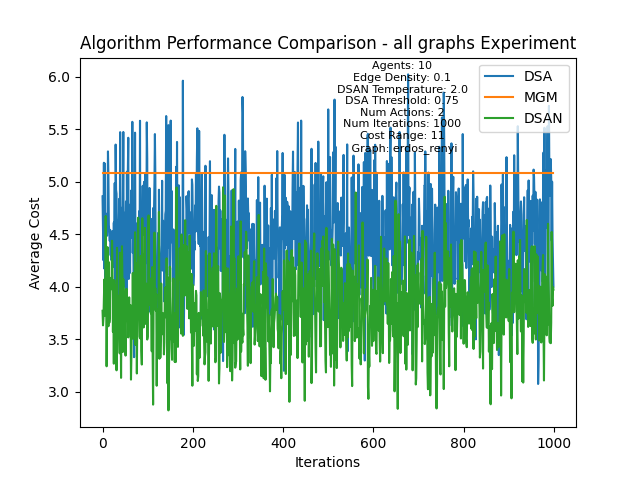 Algorithm Performance Comparison - all graphs Experiment
Agents: 10
Edge Density: 0.1
DSAN Temperature: 2.0
DSA Threshold: 0.75
Num Actions: 2
Num Iterations: 1000
Cost Range: 11
Graph: erdos_renyi
DSA
MGM
DSAN
6.0
5.5
5.0
4.5
4.0
3.5
3.0
Average Cost
0
200
400
600
800
1000
Iterations